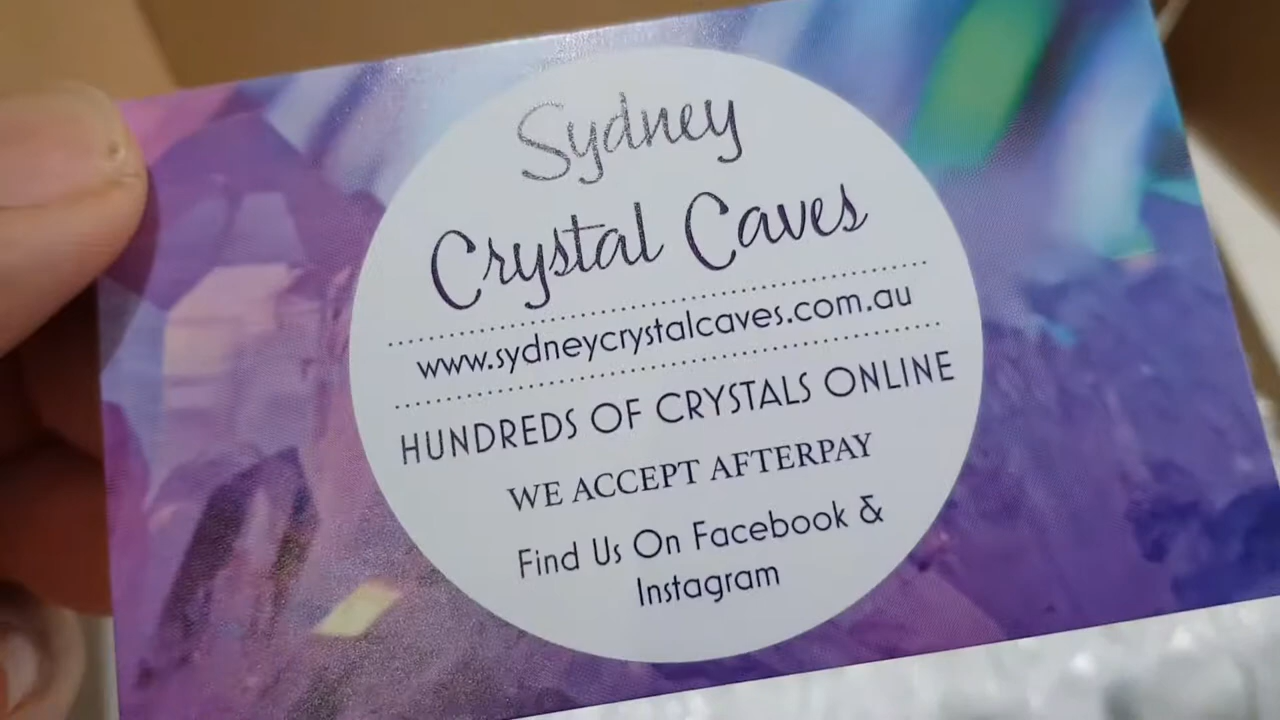 Sydney
Crystal Caves
www.sydneycrystalcaves.com.au
HUNDREDS OF CRYSTALS ONLINE
WE ACCEPT AFTERPAY
Find Us On Facebook &
Instagram